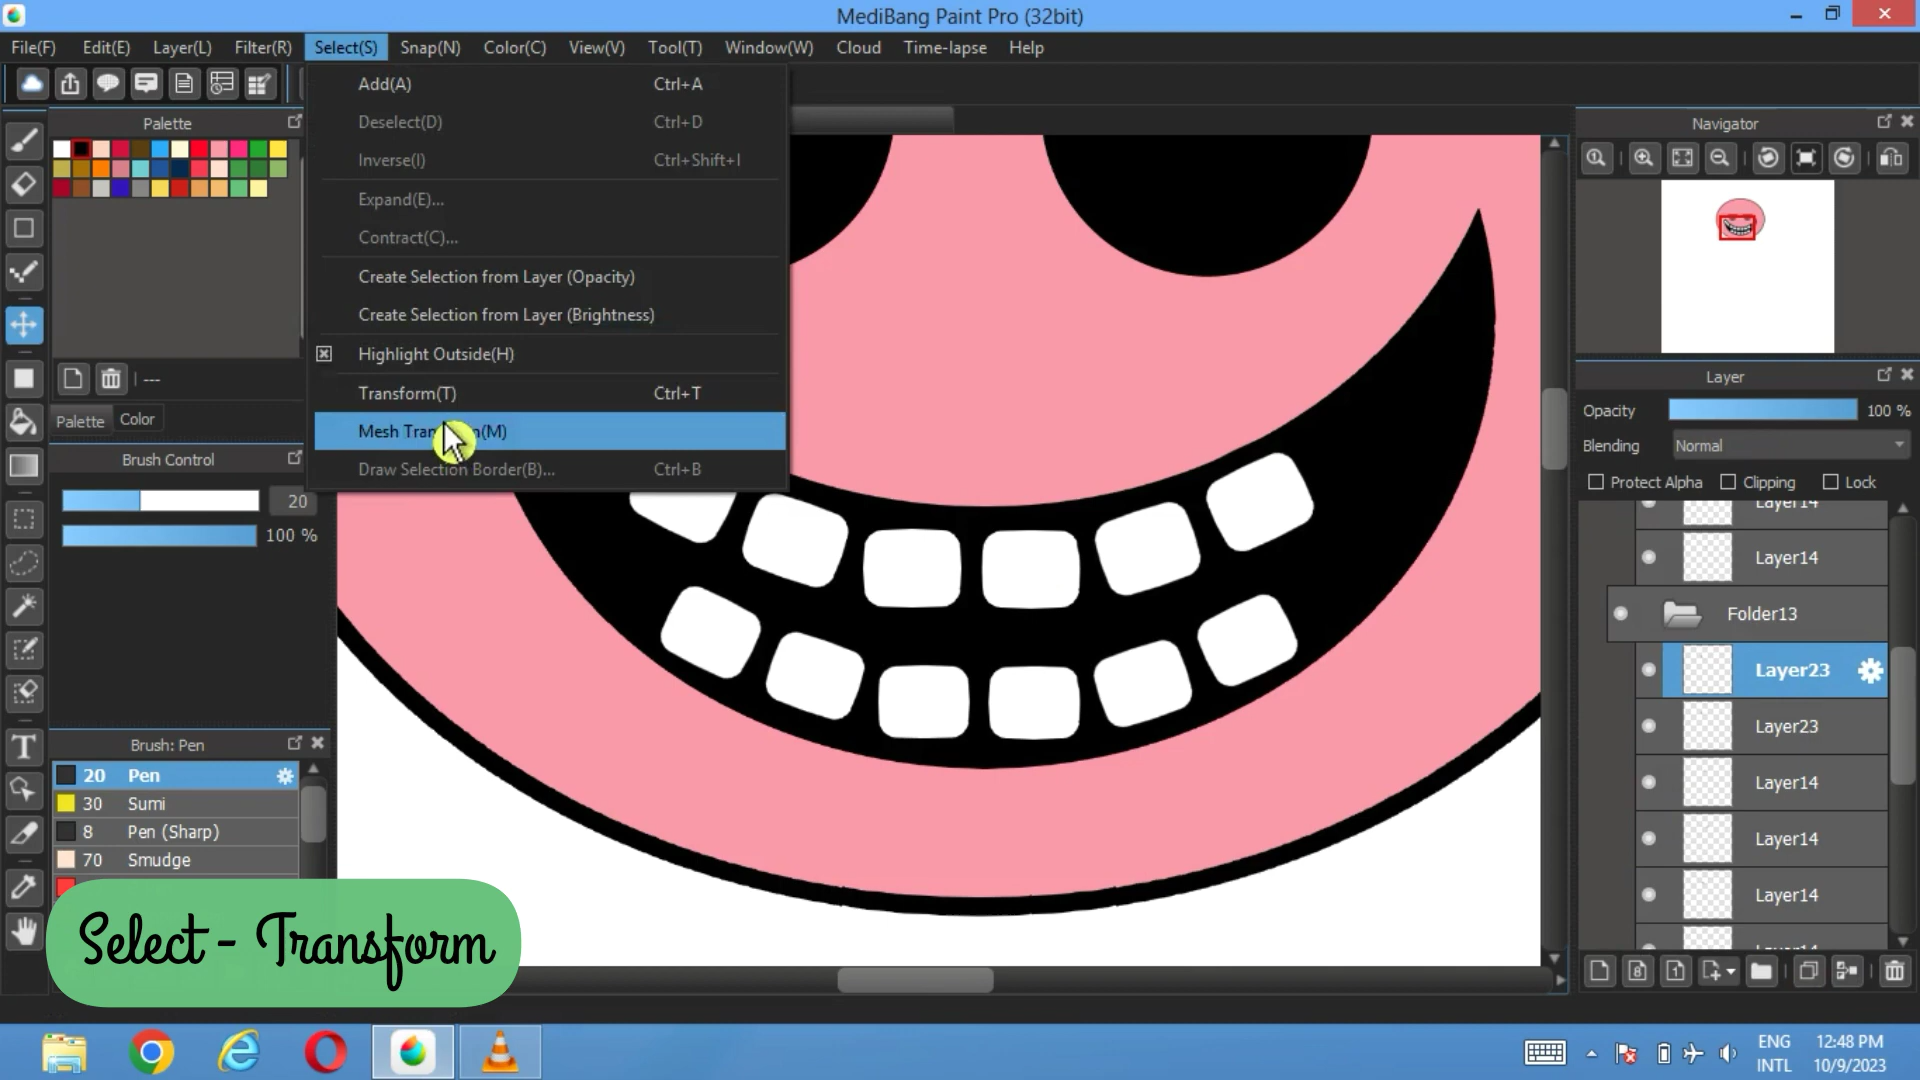 MediBang Paint Pro (32bit)
File(F) Edit(E) Layer(L) Filter(R) Select(S) Snap(N) Color(C) View(V) Tool(T) Window(W) Cloud Time-lapse Help
Add(A) Ctrl+A
Deselect(D) Ctrl+D
Inverse(I) Ctrl+Shift+I
Expand(E)...
Contract(C)...
Create Selection from Layer (Opacity)
Create Selection from Layer (Brightness)
Highlight Outside(H)
Transform(T) Ctrl+T
Mesh Tran (M)
Draw Selection Border(B)... Ctrl+B
Palette
---
Palette Color
Brush Control
20
100 %
Brush: Pen
20 Pen
30 Sumi
8 Pen (Sharp)
70 Smudge
Select - Transform
Navigator
Layer
Opacity 100 %
Blending Normal
Protect Alpha Clipping Lock
Layer14
Layer14
Folder13
Layer23
Layer23
Layer14
Layer14
Layer14
Layer14
ENG 12:48 PM
INTL 10/9/2023